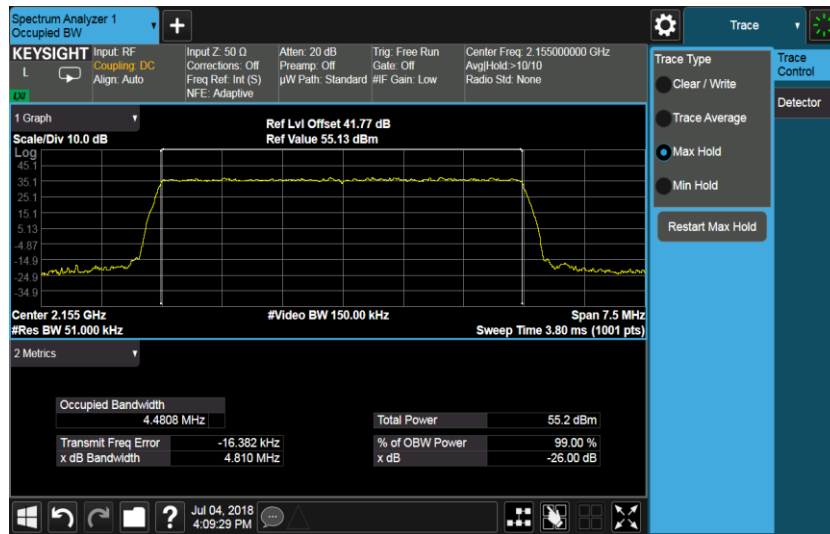 Spectrum Analyzer 1
Occupied BW
+
Trace
KEYSIGHT
L
LXI
Input: RF
Coupling: DC
Align: Auto
Input Z: 50 Ω
Corrections: Off
Freq Ref: Int (S)
NFE: Adaptive
Atten: 20 dB
Preamp: Off
µW Path: Standard
Trig: Free Run
Gate: Off
#IF Gain: Low
Center Freq: 2.155000000 GHz
Avg|Hold:>10/10
Radio Std: None
1 Graph
Scale/Div 10.0 dB
Ref Lvl Offset 41.77 dB
Ref Value 55.13 dBm
Log
45.1
35.1
25.1
15.1
5.13
-4.87
-14.9
-24.9
-34.9
Center 2.155 GHz
#Res BW 51.000 kHz
#Video BW 150.00 kHz
Span 7.5 MHz
Sweep Time 3.80 ms (1001 pts)
2 Metrics
Occupied Bandwidth
4.4808 MHz
Total Power 55.2 dBm
Transmit Freq Error -16.382 kHz
% of OBW Power 99.00 %
x dB Bandwidth 4.810 MHz
x dB -26.00 dB
?
Jul 04, 2018
4:09:29 PM
Trace Type
Clear / Write
Trace Average
Max Hold
Min Hold
Restart Max Hold
Trace
Control
Detector